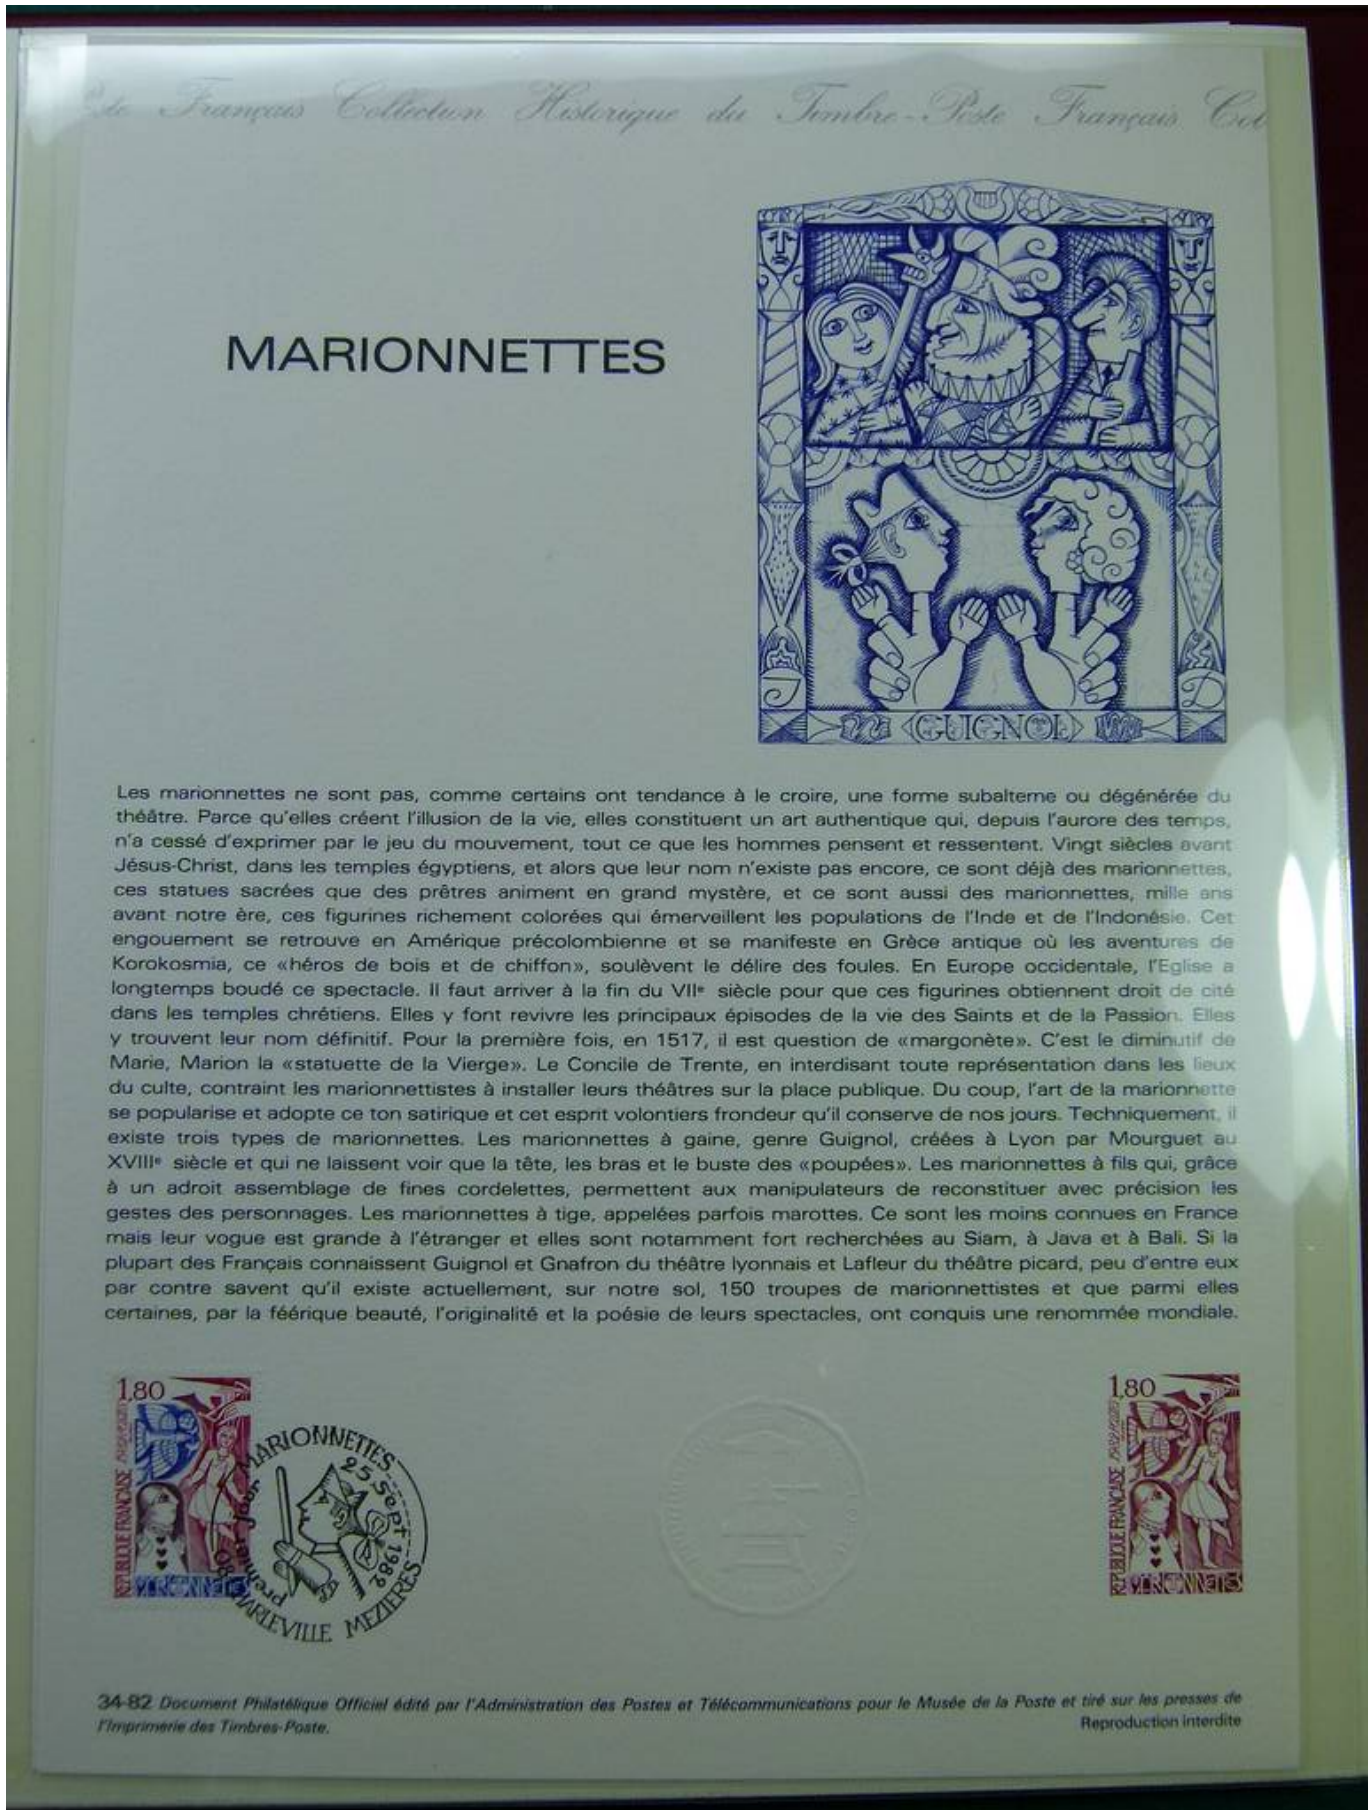 Français Collection Historique du Timbre-Poste Français Col
MARIONNETTES
GUIGNOL
J D
Les marionnettes ne sont pas, comme certains ont tendance à le croire, une forme subalterne ou dégénérée du
théâtre. Parce qu'elles créent l'illusion de la vie, elles constituent un art authentique qui, depuis l'aurore des temps,
n'a cessé d'exprimer par le jeu du mouvement, tout ce que les hommes pensent et ressentent. Vingt siècles avant
Jésus-Christ, dans les temples égyptiens, et alors que leur nom n'existe pas encore, ce sont déjà des marionnettes,
ces statues sacrées que des prêtres animent en grand mystère, et ce sont aussi des marionnettes, mille ans
avant notre ère, ces figurines richement colorées qui émerveillent les populations de l'Inde et de l'Indonésie. Cet
engouement se retrouve en Amérique précolombienne et se manifeste en Grèce antique où les aventures de
Korokosmia, ce «héros de bois et de chiffon», soulèvent le délire des foules. En Europe occidentale, l'Eglise a
longtemps boudé ce spectacle. Il faut arriver à la fin du VIIe siècle pour que ces figurines obtiennent droit de cité
dans les temples chrétiens. Elles y font revivre les principaux épisodes de la vie des Saints et de la Passion. Elles
y trouvent leur nom définitif. Pour la première fois, en 1517, il est question de «margonète». C'est le diminutif de
Marie, Marion la «statuette de la Vierge». Le Concile de Trente, en interdisant toute représentation dans les lieux
du culte, contraint les marionnettistes à installer leurs théâtres sur la place publique. Du coup, l'art de la marionnette
se popularise et adopte ce ton satirique et cet esprit volontiers frondeur qu'il conserve de nos jours. Techniquement, il
existe trois types de marionnettes. Les marionnettes à gaine, genre Guignol, créées à Lyon par Mourguet au
XVIIIe siècle et qui ne laissent voir que la tête, les bras et le buste des «poupées». Les marionnettes à fils qui, grâce
à un adroit assemblage de fines cordelettes, permettent aux manipulateurs de reconstituer avec précision les
gestes des personnages. Les marionnettes à tige, appelées parfois marottes. Ce sont les moins connues en France
mais leur vogue est grande à l'étranger et elles sont notamment fort recherchées au Siam, à Java et à Bali. Si la
plupart des Français connaissent Guignol et Gnafron du théâtre lyonnais et Lafleur du théâtre picard, peu d'entre eux
par contre savent qu'il existe actuellement, sur notre sol, 150 troupes de marionnettistes et que parmi elles
certaines, par la féérique beauté, l'originalité et la poésie de leurs spectacles, ont conquis une renommée mondiale.
1,80
REPUBLIQUE FRANÇAISE
MARIONNETTES
MARIONNETTES
25 Sept 1982
premier jour
08 CHARLEVILLE MEZIERES
1,80
REPUBLIQUE FRANÇAISE
MARIONNETTES
34-82 Document Philatélique Officiel édité par l'Administration des Postes et Télécommunications pour le Musée de la Poste et tiré sur les presses de
l'Imprimerie des Timbres-Poste.
Reproduction interdite